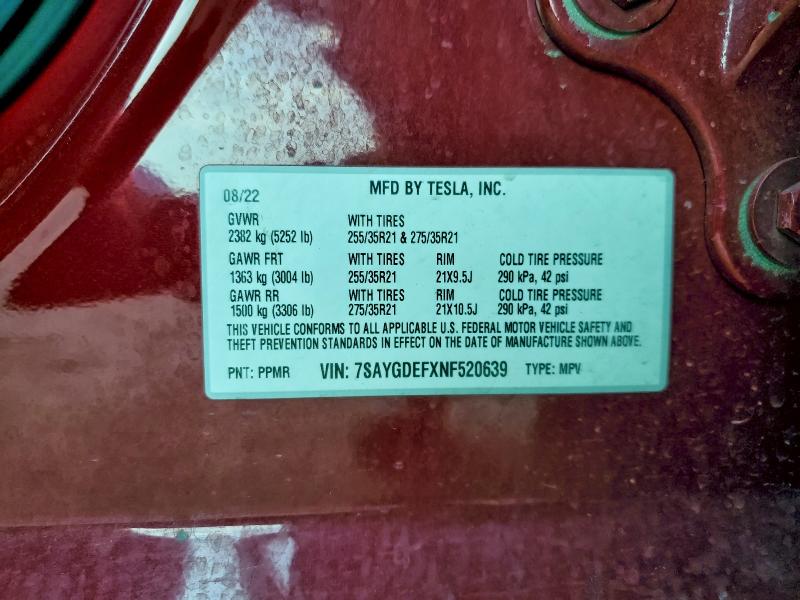 MFD BY TESLA, INC.
08/22
GVWR WITH TIRES
2382 kg (5252 lb) 255/35R21 & 275/35R21
GAWR FRT WITH TIRES RIM COLD TIRE PRESSURE
1363 kg (3004 lb) 255/35R21 21X9.5J 290 kPa, 42 psi
GAWR RR WITH TIRES RIM COLD TIRE PRESSURE
1500 kg (3306 lb) 275/35R21 21X10.5J 290 kPa, 42 psi
THIS VEHICLE CONFORMS TO ALL APPLICABLE U.S. FEDERAL MOTOR VEHICLE SAFETY AND
THEFT PREVENTION STANDARDS IN EFFECT ON THE DATE OF MANUFACTURE SHOWN ABOVE.
PNT: PPMR VIN: 7SAYGDEFXNF520639 TYPE: MPV